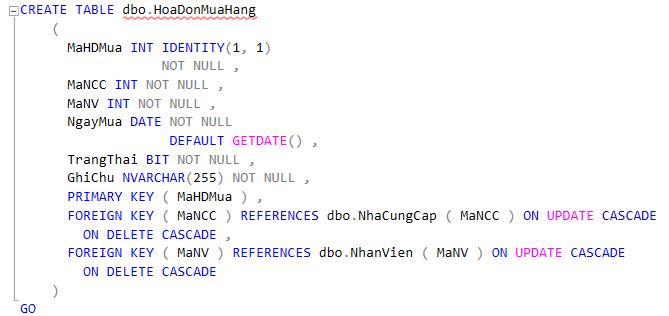 CREATE TABLE dbo.HoaDonMuaHang
(
MaHDMua INT IDENTITY(1, 1)
NOT NULL ,
MaNCC INT NOT NULL ,
MaNV INT NOT NULL ,
NgayMua DATE NOT NULL
DEFAULT GETDATE() ,
TrangThai BIT NOT NULL ,
GhiChu NVARCHAR(255) NOT NULL ,
PRIMARY KEY ( MaHDMua ) ,
FOREIGN KEY ( MaNCC ) REFERENCES dbo.NhaCungCap ( MaNCC ) ON UPDATE CASCADE
ON DELETE CASCADE ,
FOREIGN KEY ( MaNV ) REFERENCES dbo.NhanVien ( MaNV ) ON UPDATE CASCADE
ON DELETE CASCADE
)
GO